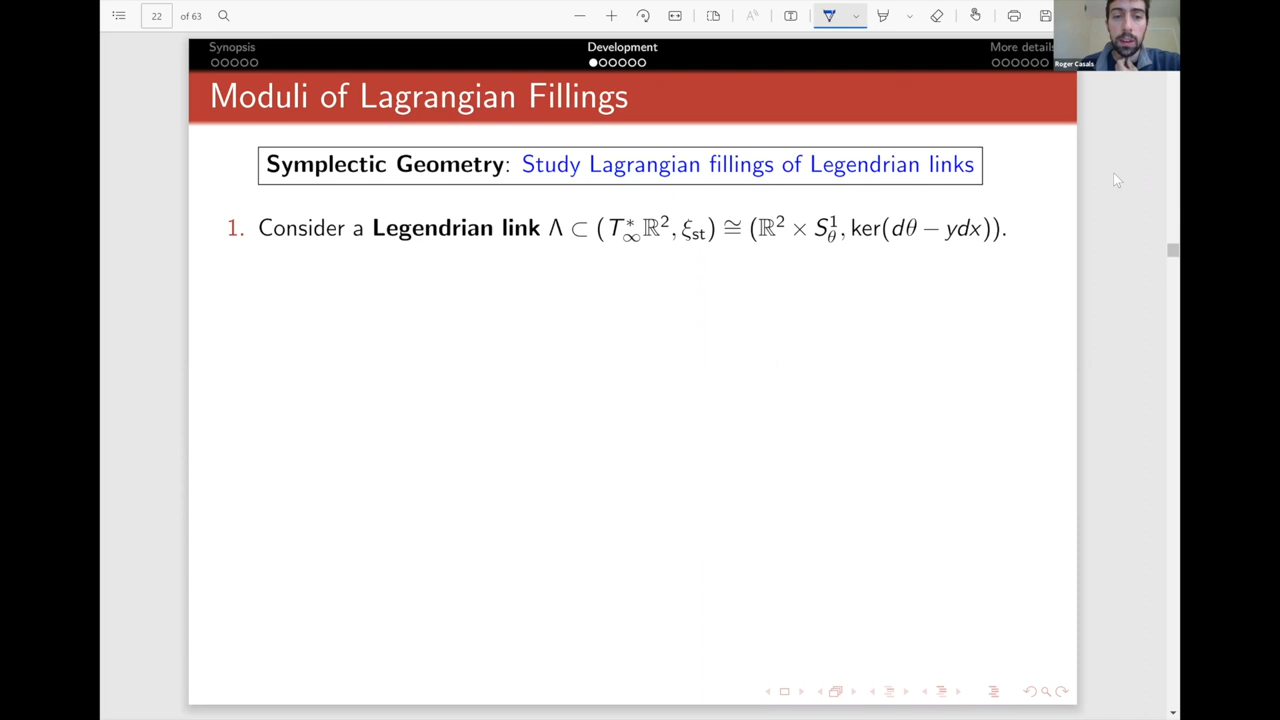 22 of 63
Synopsis Development More details
Roger Casals
Moduli of Lagrangian Fillings
Symplectic Geometry: Study Lagrangian fillings of Legendrian links
1. Consider a Legendrian link Λ ⊂ (T*∞ℝ², ξst) ≅ (ℝ² × S¹θ, ker(dθ − ydx)).